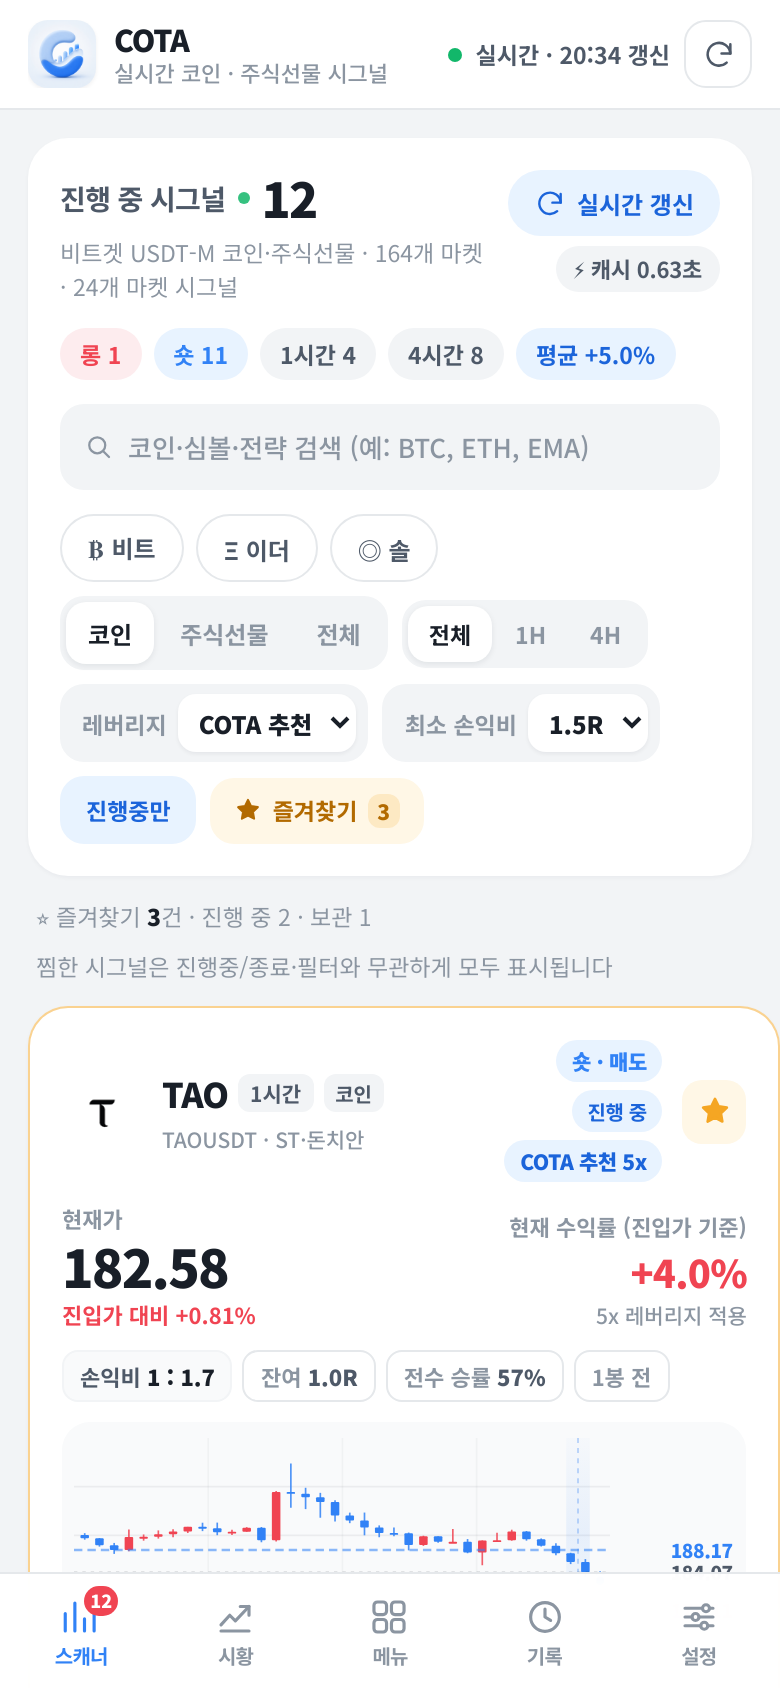 COTA
실시간 코인 · 주식선물 시그널
실시간 · 20:34 갱신
진행 중 시그널 12
실시간 갱신
비트겟 USDT-M 코인·주식선물 · 164개 마켓
· 24개 마켓 시그널
⚡ 캐시 0.63초
롱 1
숏 11
1시간 4
4시간 8
평균 +5.0%
코인·심볼·전략 검색 (예: BTC, ETH, EMA)
₿ 비트
Ξ 이더
◎ 솔
코인
주식선물
전체
전체
1H
4H
레버리지 COTA 추천
최소 손익비 1.5R
진행중만
★ 즐겨찾기 3
☆ 즐겨찾기 3건 · 진행 중 2 · 보관 1
찜한 시그널은 진행중/종료·필터와 무관하게 모두 표시됩니다
숏 · 매도
TAO 1시간 코인
진행 중
TAOUSDT · ST·돈치안
COTA 추천 5x
현재가
현재 수익률 (진입가 기준)
182.58
+4.0%
진입가 대비 +0.81%
5x 레버리지 적용
손익비 1 : 1.7
잔여 1.0R
전수 승률 57%
1봉 전
188.17
184.07
12
스캐너
시황
메뉴
기록
설정